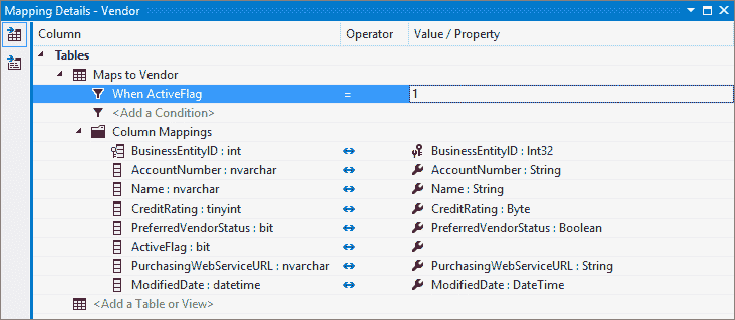 Mapping Details - Vendor
Column Operator Value / Property
Tables
Maps to Vendor
When ActiveFlag = 1
<Add a Condition>
Column Mappings
BusinessEntityID : int BusinessEntityID : Int32
AccountNumber : nvarchar AccountNumber : String
Name : nvarchar Name : String
CreditRating : tinyint CreditRating : Byte
PreferredVendorStatus : bit PreferredVendorStatus : Boolean
ActiveFlag : bit
PurchasingWebServiceURL : nvarchar PurchasingWebServiceURL : String
ModifiedDate : datetime ModifiedDate : DateTime
<Add a Table or View>